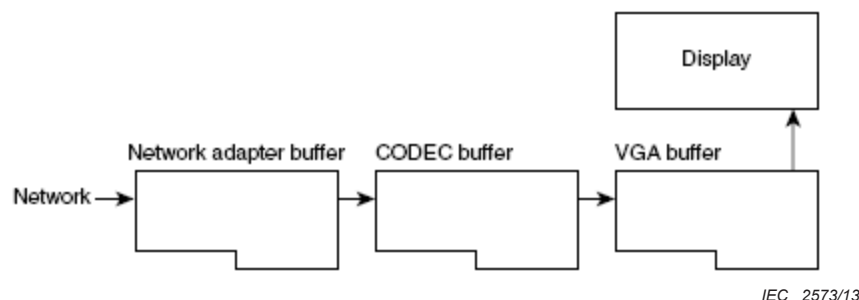 Display
Network adapter buffer CODEC buffer VGA buffer
Network
IEC 2573/13